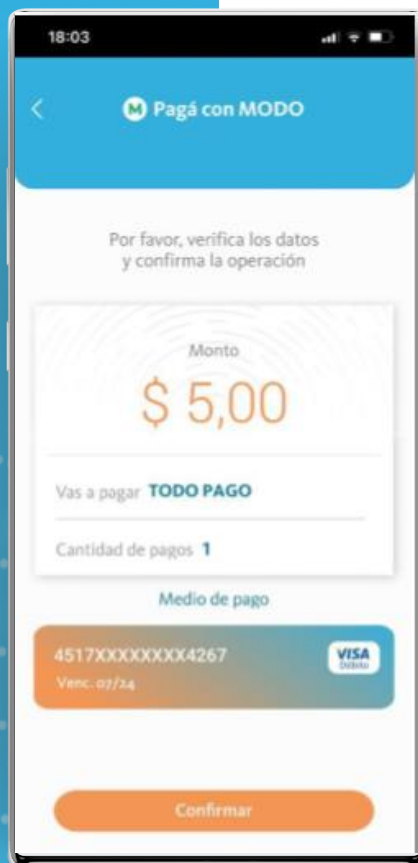 18:03
M Pagá con MODO
Por favor, verifica los datos
y confirma la operación
Monto
$ 5,00
Vas a pagar TODO PAGO
Cantidad de pagos 1
Medio de pago
4517XXXXXXXX4267
VISA
Débito
Venc. 07/24
Confirmar